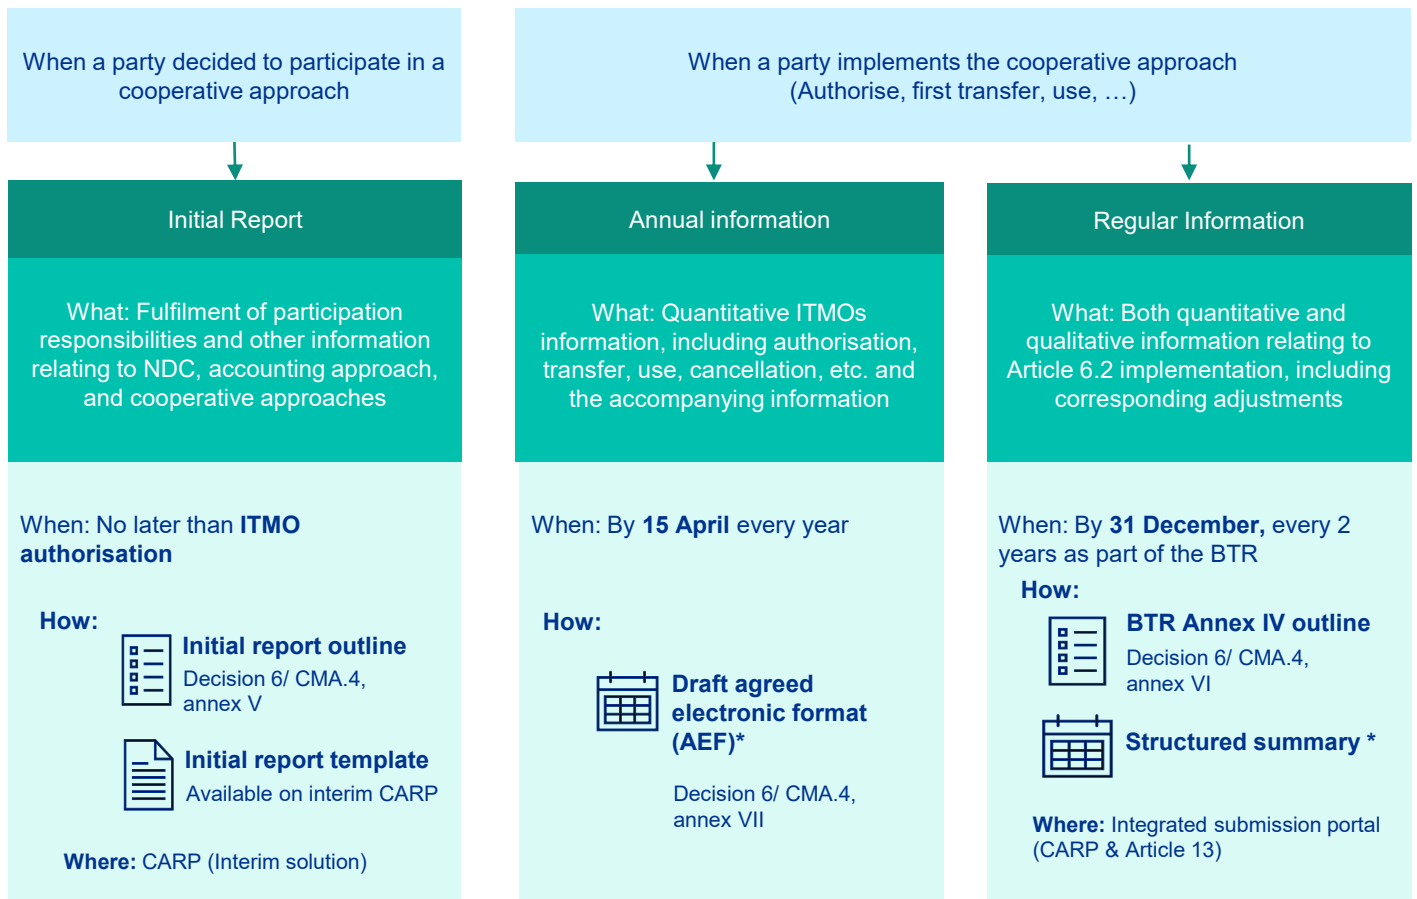 When a party decided to participate in a
cooperative approach
When a party implements the cooperative approach
(Authorise, first transfer, use, …)
Initial Report
What: Fulfilment of participation
responsibilities and other information
relating to NDC, accounting approach,
and cooperative approaches
When: No later than ITMO
authorisation
How:
Initial report outline
Decision 6/ CMA.4,
annex V
Initial report template
Available on interim CARP
Where: CARP (Interim solution)
Annual information
What: Quantitative ITMOs
information, including authorisation,
transfer, use, cancellation, etc. and
the accompanying information
When: By 15 April every year
How:
Draft agreed
electronic format
(AEF)*
Decision 6/ CMA.4,
annex VII
Regular Information
What: Both quantitative and
qualitative information relating to
Article 6.2 implementation, including
corresponding adjustments
When: By 31 December, every 2
years as part of the BTR
How:
BTR Annex IV outline
Decision 6/ CMA.4,
annex VI
Structured summary *
Where: Integrated submission portal
(CARP & Article 13)